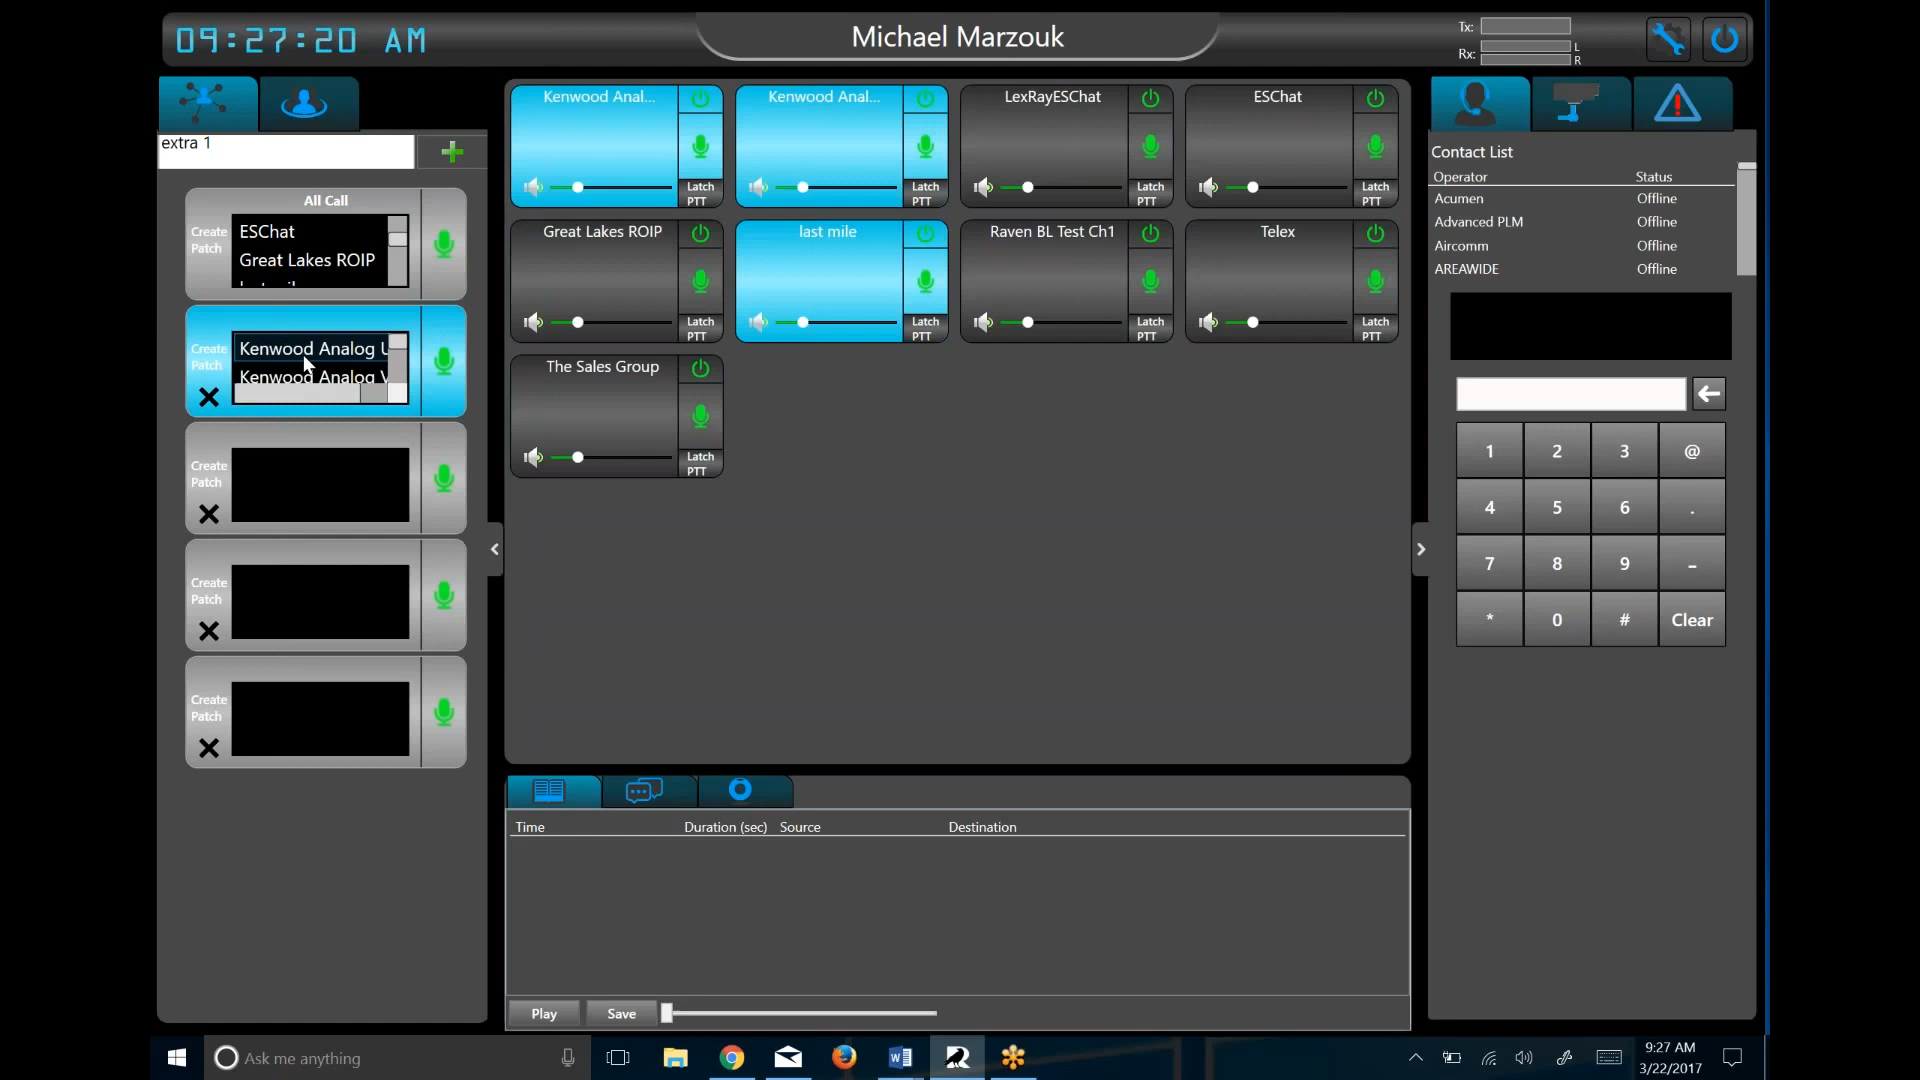 09:27:20 AM
Michael Marzouk
Tx:
Rx:
L
R
extra 1
All Call
Create
Patch
ESChat
Great Lakes ROIP
Create
Patch
Kenwood Analog U
Kenwood Analog V
Create
Patch
Create
Patch
Create
Patch
Kenwood Anal...
Latch
PTT
Kenwood Anal...
Latch
PTT
LexRayESChat
Latch
PTT
ESChat
Latch
PTT
Great Lakes ROIP
Latch
PTT
last mile
Latch
PTT
Raven BL Test Ch1
Latch
PTT
Telex
Latch
PTT
The Sales Group
Latch
PTT
Time Duration (sec) Source Destination
Play Save
Contact List
Operator Status
Acumen Offline
Advanced PLM Offline
Aircomm Offline
AREAWIDE Offline
1 2 3 @
4 5 6 .
7 8 9 –
* 0 # Clear
Ask me anything
9:27 AM
3/22/2017